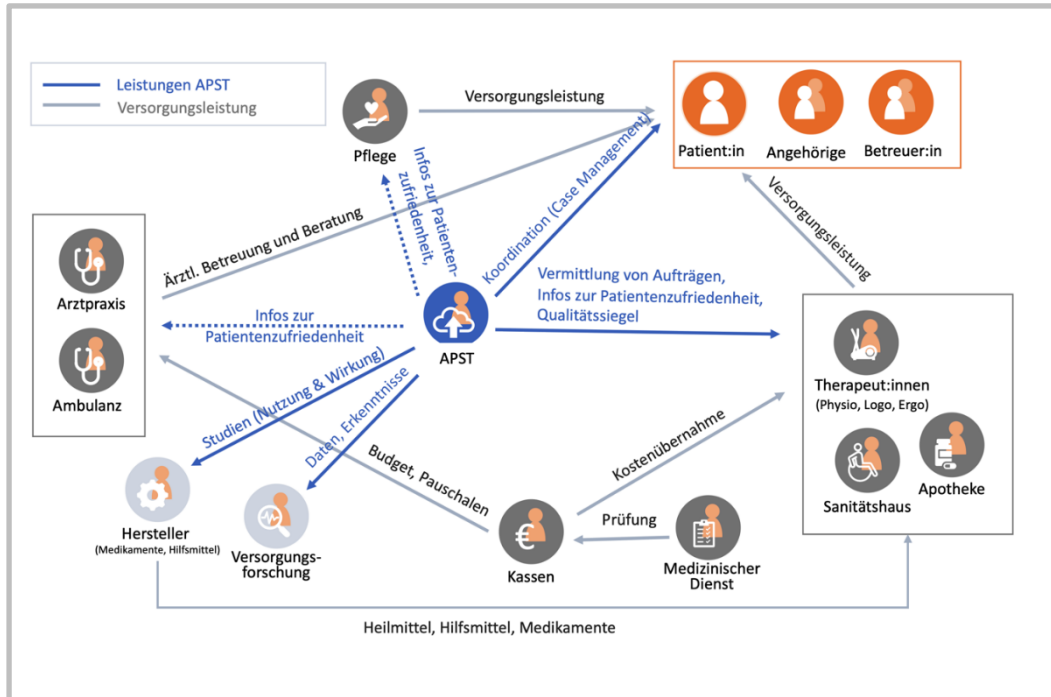 Leistungen APST
Versorgungsleistung
Pflege
Versorgungsleistung
Patient:in
Angehörige
Betreuer:in
Infos zur Patienten-
zufriedenheit,
Koordination (Case Management)
Versorgungsleistung
Ärztl. Betreuung und Beratung
Arztpraxis
Ambulanz
Infos zur
Patientenzufriedenheit
APST
Vermittlung von Aufträgen,
Infos zur Patientenzufriedenheit,
Qualitätssiegel
Therapeut:innen
(Physio, Logo, Ergo)
Sanitätshaus
Apotheke
Studien (Nutzung & Wirkung)
Daten, Erkenntnisse
Budget, Pauschalen
Kostenübernahme
Hersteller
(Medikamente, Hilfsmittel)
Versorgungs-
forschung
€
Kassen
Prüfung
Medizinischer
Dienst
Heilmittel, Hilfsmittel, Medikamente